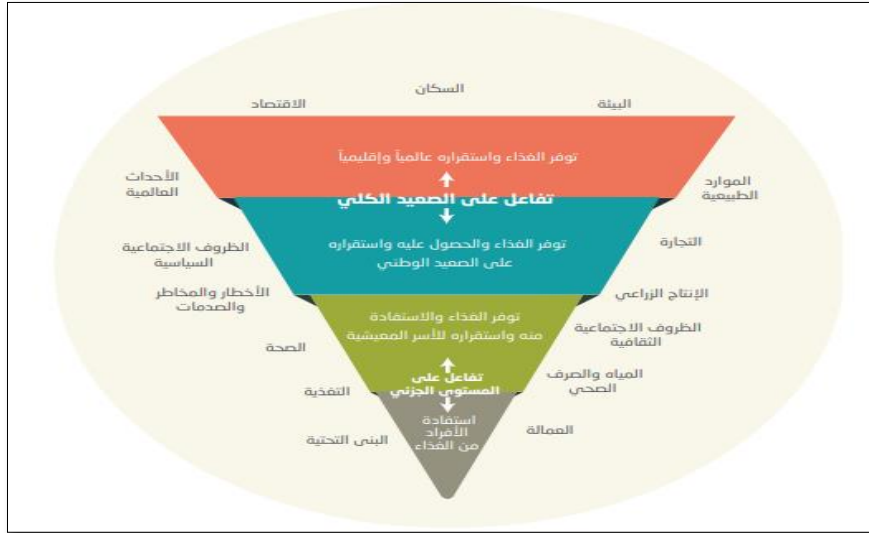 السكان
البيئة
الاقتصاد
توفر الغذاء واستقراره عالمياً وإقليمياً
الموارد
الطبيعية
الأحداث
العالمية
تفاعل على الصعيد الكلي
التجارة
توفر الغذاء والحصول عليه واستقراره
على الصعيد الوطني
الظروف الاجتماعية
السياسية
الإنتاج الزراعي
الأخطار والمخاطر
والصدمات
توفر الغذاء والاستفادة
منه واستقراره للأسر المعيشية
الظروف الاجتماعية
الثقافية
الصحة
تفاعل على
المستوى الجزئي
المياه والصرف
الصحي
التغذية
استفادة
الأفراد
من الغذاء
العمالة
البنى التحتية